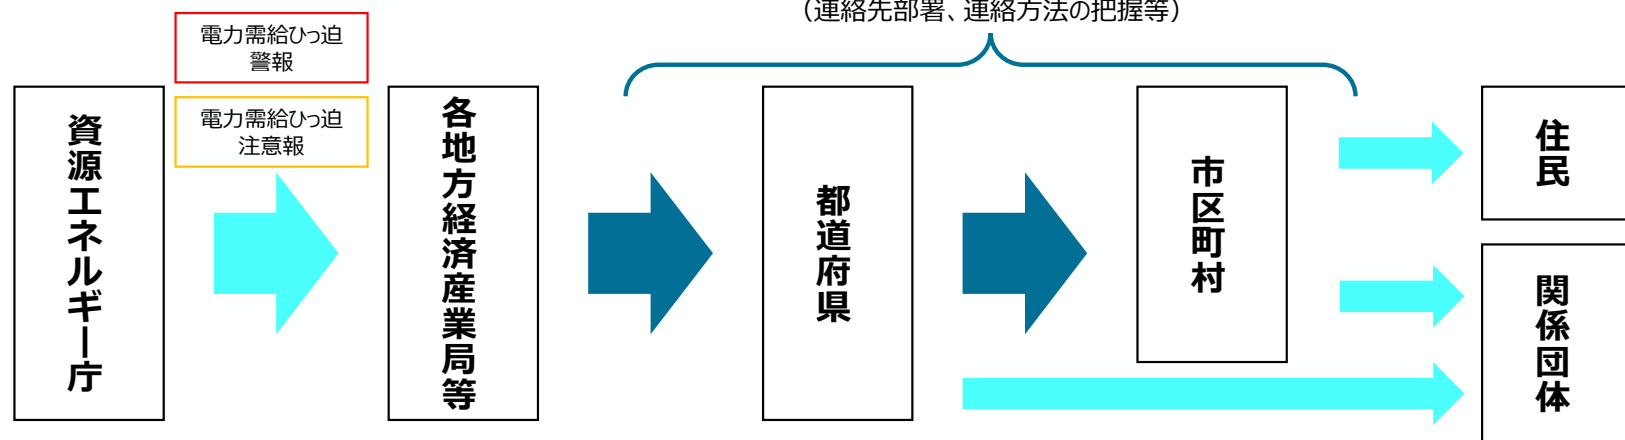 （連絡先部署、連絡方法の把握等）
電力需給ひっ迫
警報
電力需給ひっ迫
注意報
資源エネルギー庁
各地方経済産業局等
都道府県
市区町村
住民
関係団体